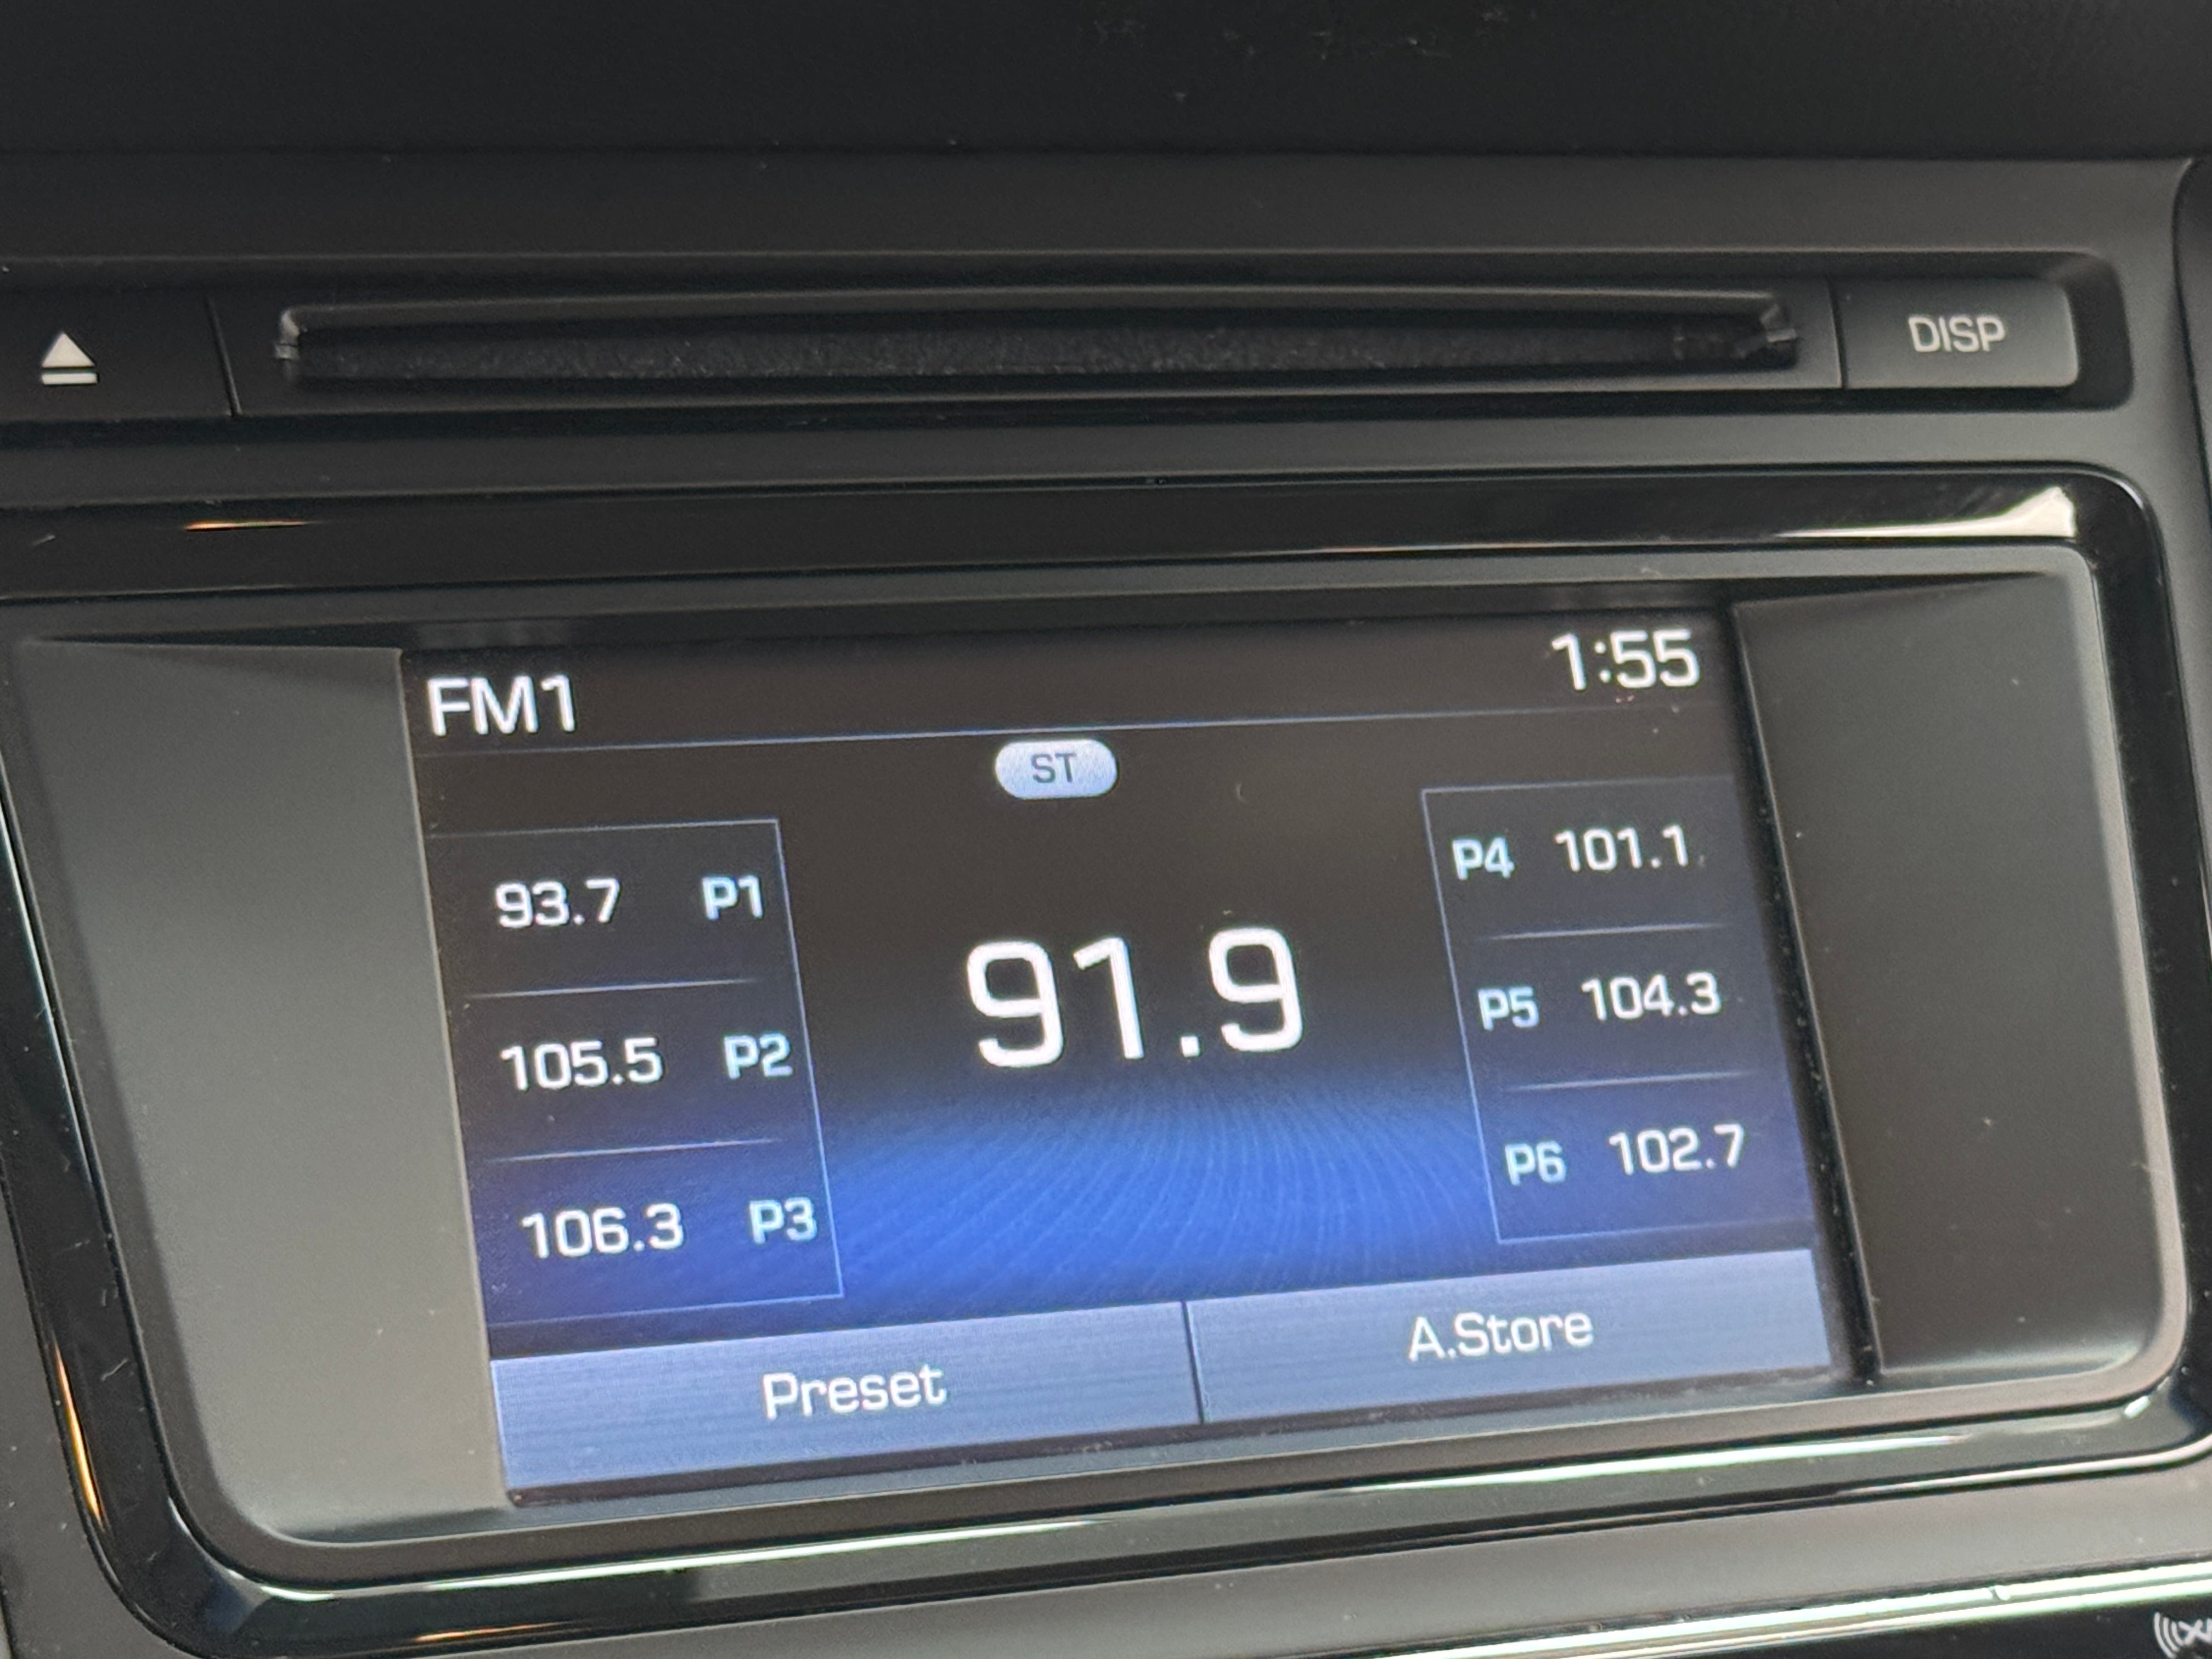 DISP
FM1 1:55
ST
93.7 P1
105.5 P2
106.3 P3
91.9
P4 101.1
P5 104.3
P6 102.7
Preset A.Store